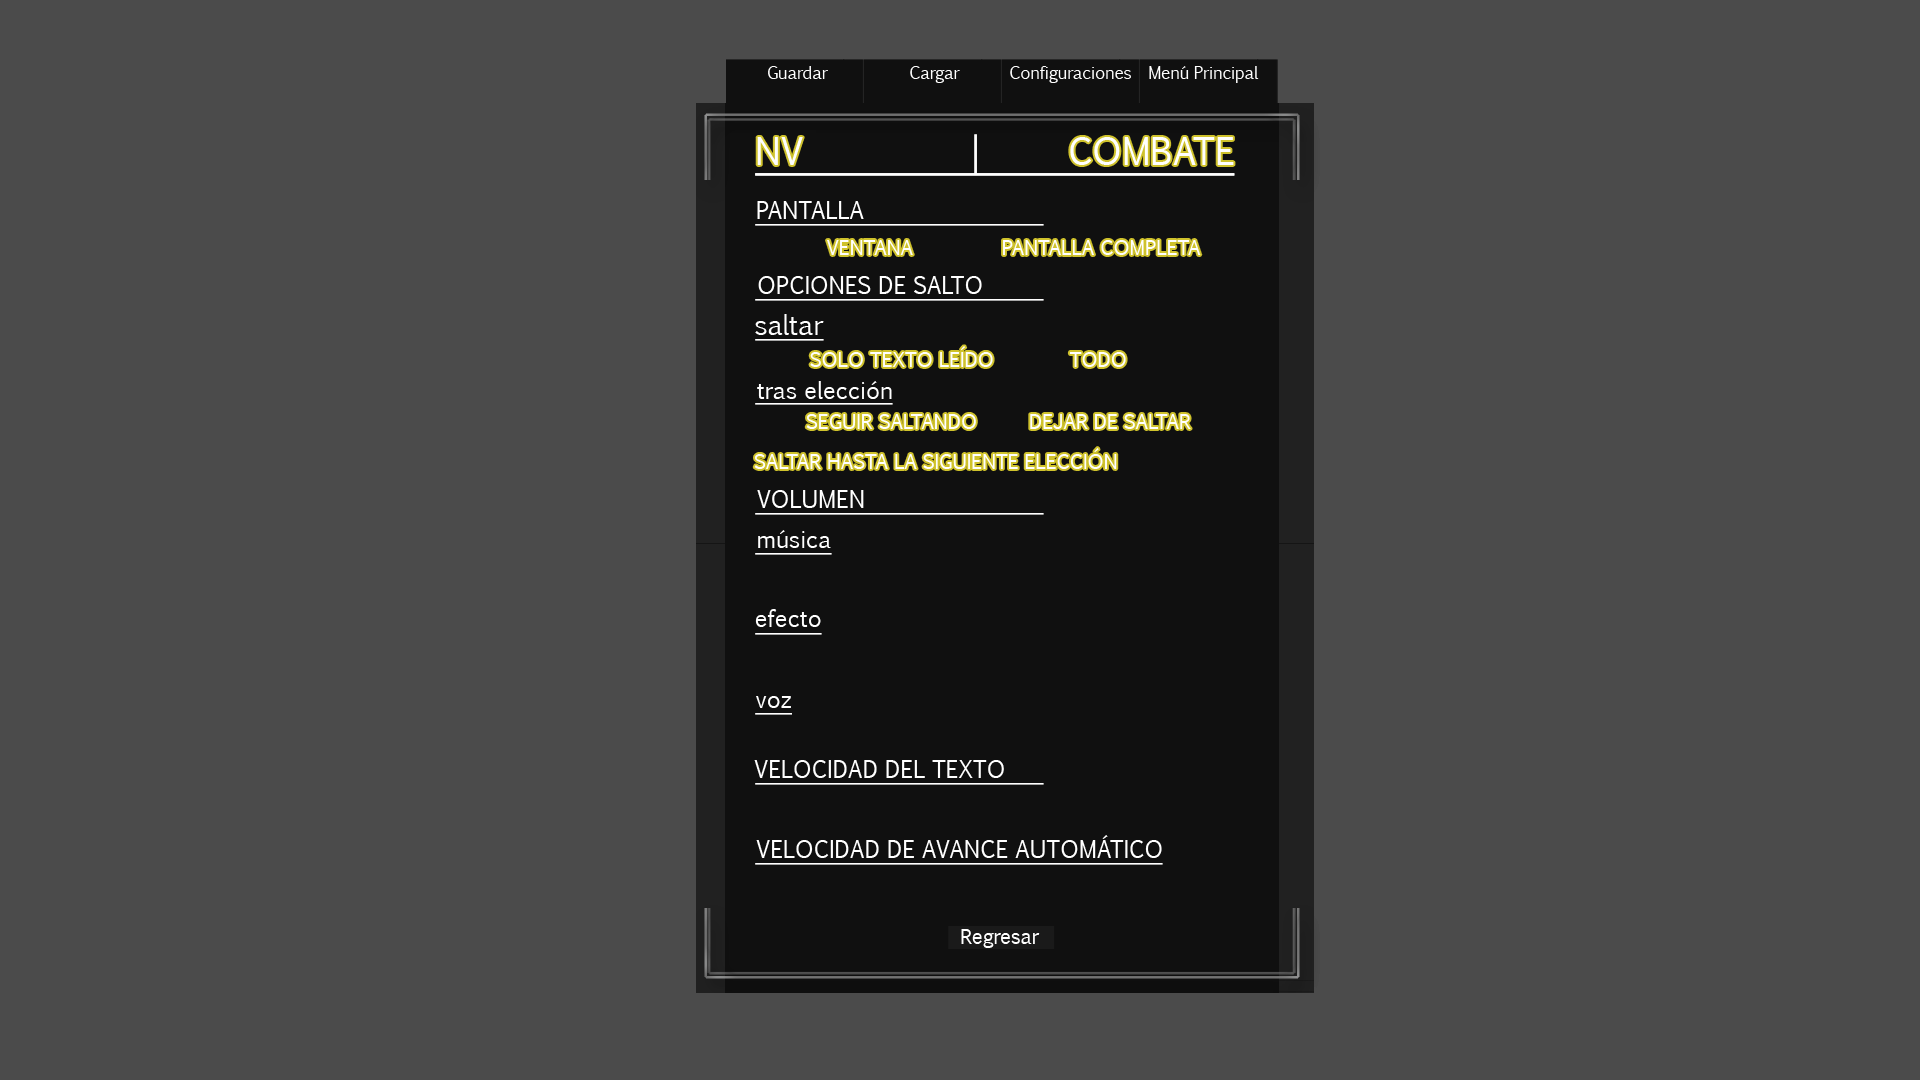 Guardar Cargar Configuraciones Menú Principal
NV COMBATE
PANTALLA
VENTANA PANTALLA COMPLETA
OPCIONES DE SALTO
saltar
SOLO TEXTO LEÍDO TODO
tras elección
SEGUIR SALTANDO DEJAR DE SALTAR
SALTAR HASTA LA SIGUIENTE ELECCIÓN
VOLUMEN
música
efecto
voz
VELOCIDAD DEL TEXTO
VELOCIDAD DE AVANCE AUTOMÁTICO
Regresar